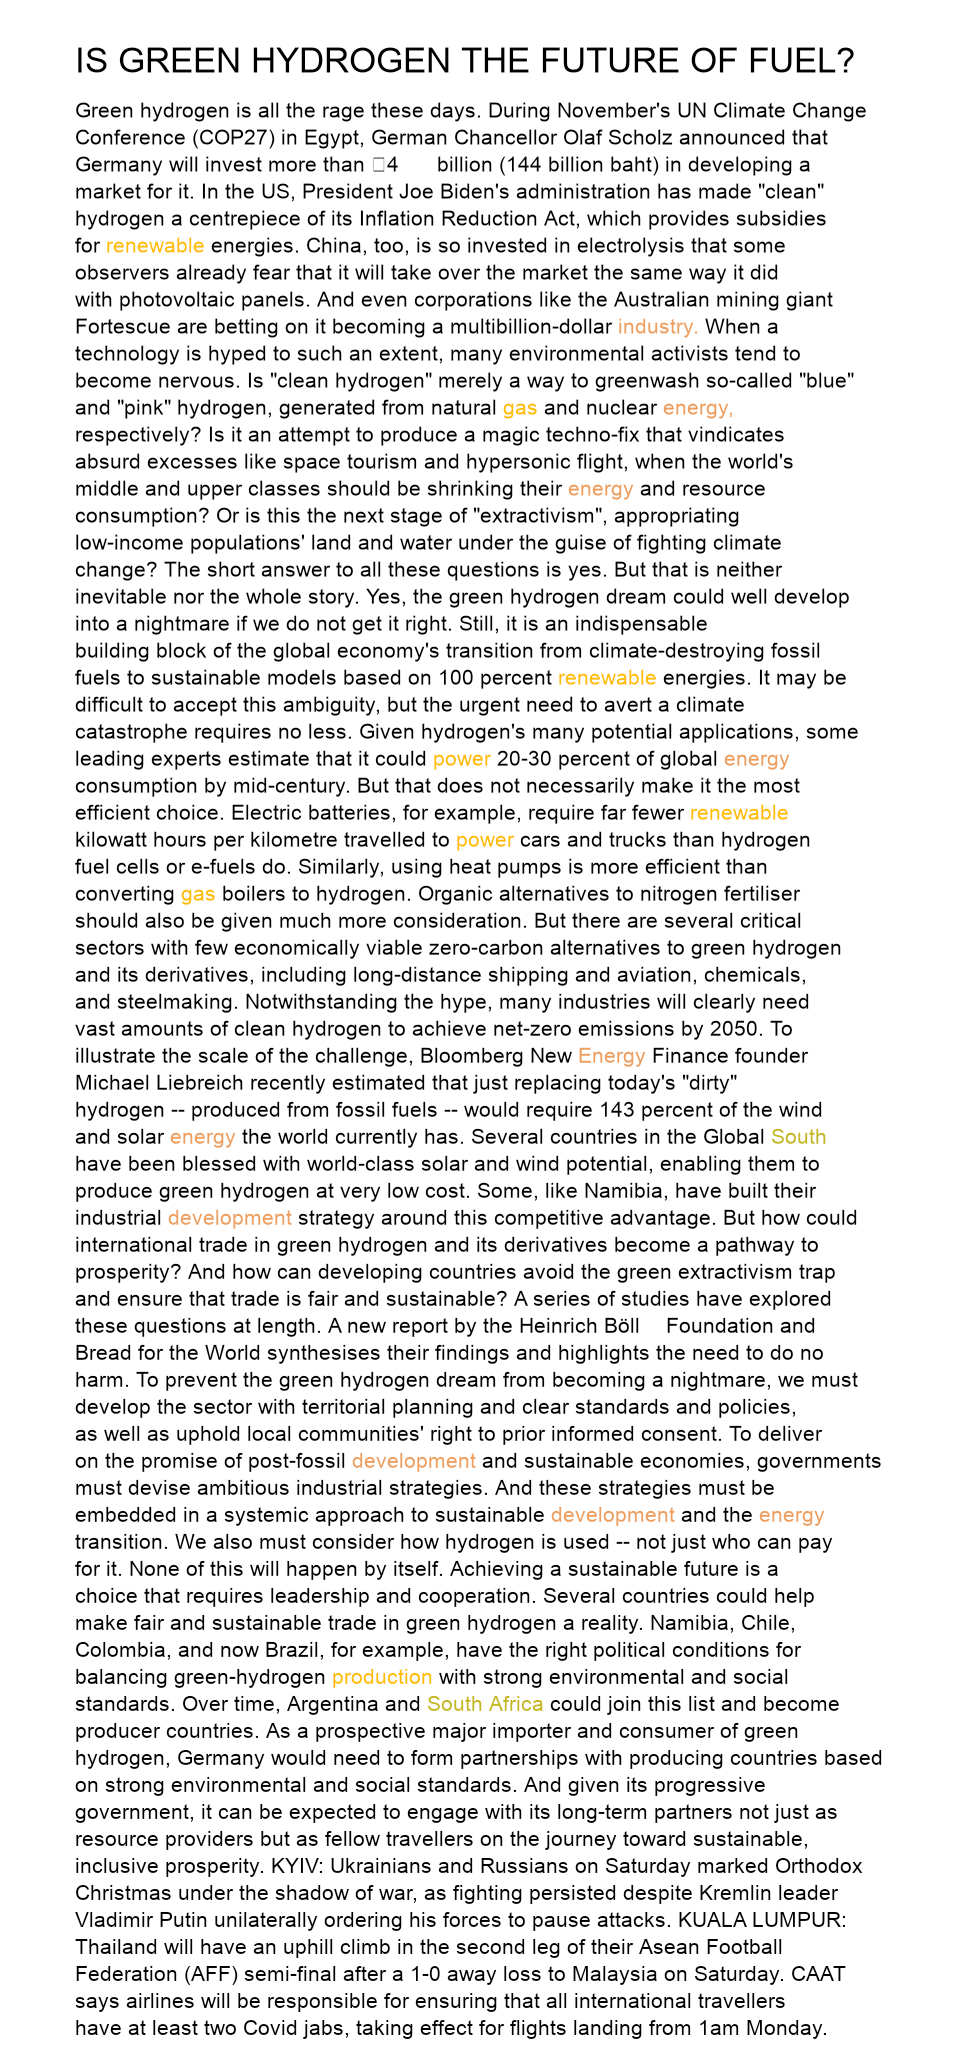 IS GREEN HYDROGEN THE FUTURE OF FUEL?
Green hydrogen is all the rage these days. During November's UN Climate Change
Conference (COP27) in Egypt, German Chancellor Olaf Scholz announced that
Germany will invest more than 4 billion (144 billion baht) in developing a
market for it. In the US, President Joe Biden's administration has made "clean"
hydrogen a centrepiece of its Inflation Reduction Act, which provides subsidies
for renewable energies. China, too, is so invested in electrolysis that some
observers already fear that it will take over the market the same way it did
with photovoltaic panels. And even corporations like the Australian mining giant
Fortescue are betting on it becoming a multibillion-dollar industry. When a
technology is hyped to such an extent, many environmental activists tend to
become nervous. Is "clean hydrogen" merely a way to greenwash so-called "blue"
and "pink" hydrogen, generated from natural gas and nuclear energy,
respectively? Is it an attempt to produce a magic techno-fix that vindicates
absurd excesses like space tourism and hypersonic flight, when the world's
middle and upper classes should be shrinking their energy and resource
consumption? Or is this the next stage of "extractivism", appropriating
low-income populations' land and water under the guise of fighting climate
change? The short answer to all these questions is yes. But that is neither
inevitable nor the whole story. Yes, the green hydrogen dream could well develop
into a nightmare if we do not get it right. Still, it is an indispensable
building block of the global economy's transition from climate-destroying fossil
fuels to sustainable models based on 100 percent renewable energies. It may be
difficult to accept this ambiguity, but the urgent need to avert a climate
catastrophe requires no less. Given hydrogen's many potential applications, some
leading experts estimate that it could power 20-30 percent of global energy
consumption by mid-century. But that does not necessarily make it the most
efficient choice. Electric batteries, for example, require far fewer renewable
kilowatt hours per kilometre travelled to power cars and trucks than hydrogen
fuel cells or e-fuels do. Similarly, using heat pumps is more efficient than
converting gas boilers to hydrogen. Organic alternatives to nitrogen fertiliser
should also be given much more consideration. But there are several critical
sectors with few economically viable zero-carbon alternatives to green hydrogen
and its derivatives, including long-distance shipping and aviation, chemicals,
and steelmaking. Notwithstanding the hype, many industries will clearly need
vast amounts of clean hydrogen to achieve net-zero emissions by 2050. To
illustrate the scale of the challenge, Bloomberg New Energy Finance founder
Michael Liebreich recently estimated that just replacing today's "dirty"
hydrogen -- produced from fossil fuels -- would require 143 percent of the wind
and solar energy the world currently has. Several countries in the Global South
have been blessed with world-class solar and wind potential, enabling them to
produce green hydrogen at very low cost. Some, like Namibia, have built their
industrial development strategy around this competitive advantage. But how could
international trade in green hydrogen and its derivatives become a pathway to
prosperity? And how can developing countries avoid the green extractivism trap
and ensure that trade is fair and sustainable? A series of studies have explored
these questions at length. A new report by the Heinrich Böll Foundation and
Bread for the World synthesises their findings and highlights the need to do no
harm. To prevent the green hydrogen dream from becoming a nightmare, we must
develop the sector with territorial planning and clear standards and policies,
as well as uphold local communities' right to prior informed consent. To deliver
on the promise of post-fossil development and sustainable economies, governments
must devise ambitious industrial strategies. And these strategies must be
embedded in a systemic approach to sustainable development and the energy
transition. We also must consider how hydrogen is used -- not just who can pay
for it. None of this will happen by itself. Achieving a sustainable future is a
choice that requires leadership and cooperation. Several countries could help
make fair and sustainable trade in green hydrogen a reality. Namibia, Chile,
Colombia, and now Brazil, for example, have the right political conditions for
balancing green-hydrogen production with strong environmental and social
standards. Over time, Argentina and South Africa could join this list and become
producer countries. As a prospective major importer and consumer of green
hydrogen, Germany would need to form partnerships with producing countries based
on strong environmental and social standards. And given its progressive
government, it can be expected to engage with its long-term partners not just as
resource providers but as fellow travellers on the journey toward sustainable,
inclusive prosperity. KYIV: Ukrainians and Russians on Saturday marked Orthodox
Christmas under the shadow of war, as fighting persisted despite Kremlin leader
Vladimir Putin unilaterally ordering his forces to pause attacks. KUALA LUMPUR:
Thailand will have an uphill climb in the second leg of their Asean Football
Federation (AFF) semi-final after a 1-0 away loss to Malaysia on Saturday. CAAT
says airlines will be responsible for ensuring that all international travellers
have at least two Covid jabs, taking effect for flights landing from 1am Monday.